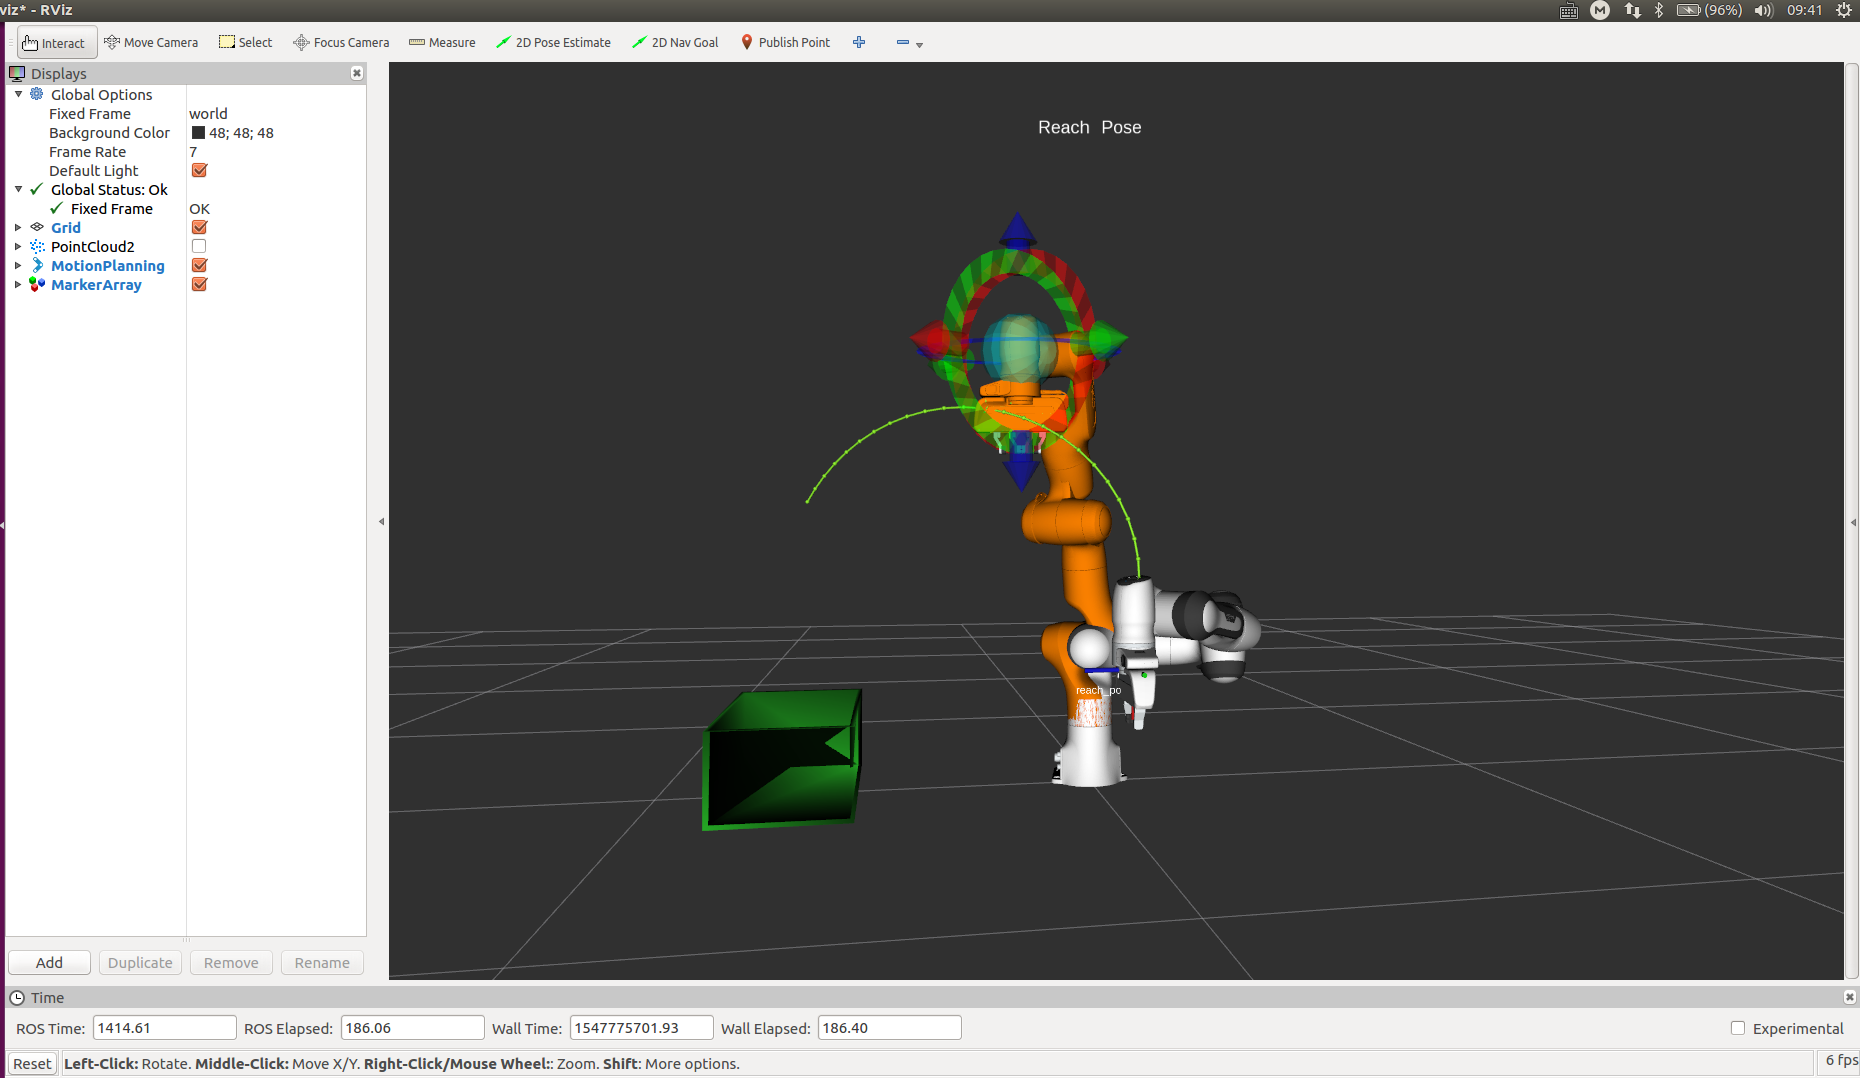 viz* - RViz
M (96%) 09:41
Interact Move Camera Select Focus Camera Measure 2D Pose Estimate 2D Nav Goal Publish Point
Displays
Global Options
Fixed Frame world
Background Color 48; 48; 48
Frame Rate 7
Default Light
Global Status: Ok
Fixed Frame OK
Grid
PointCloud2
MotionPlanning
MarkerArray
Reach Pose
reach_po
Add Duplicate Remove Rename
Time
ROS Time: 1414.61 ROS Elapsed: 186.06 Wall Time: 1547775701.93 Wall Elapsed: 186.40 Experimental
Reset Left-Click: Rotate. Middle-Click: Move X/Y. Right-Click/Mouse Wheel:: Zoom. Shift: More options. 6 fps